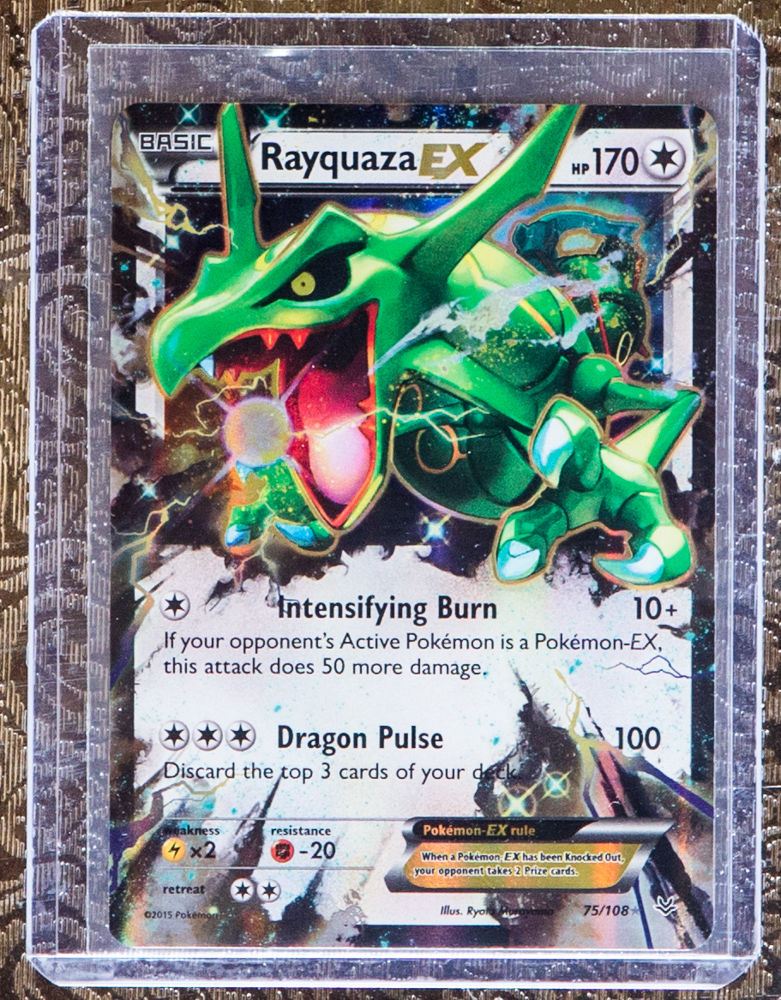 BASIC Rayquaza EX HP 170
Intensifying Burn 10+
If your opponent's Active Pokémon is a Pokémon-EX,
this attack does 50 more damage.
Dragon Pulse 100
Discard the top 3 cards of your deck.
weakness resistance
×2 -20
retreat
Pokémon-EX rule
When a Pokémon-EX has been Knocked Out,
your opponent takes 2 Prize cards.
©2015 Pokémon Illus. Ryota Murayama 75/108 ★